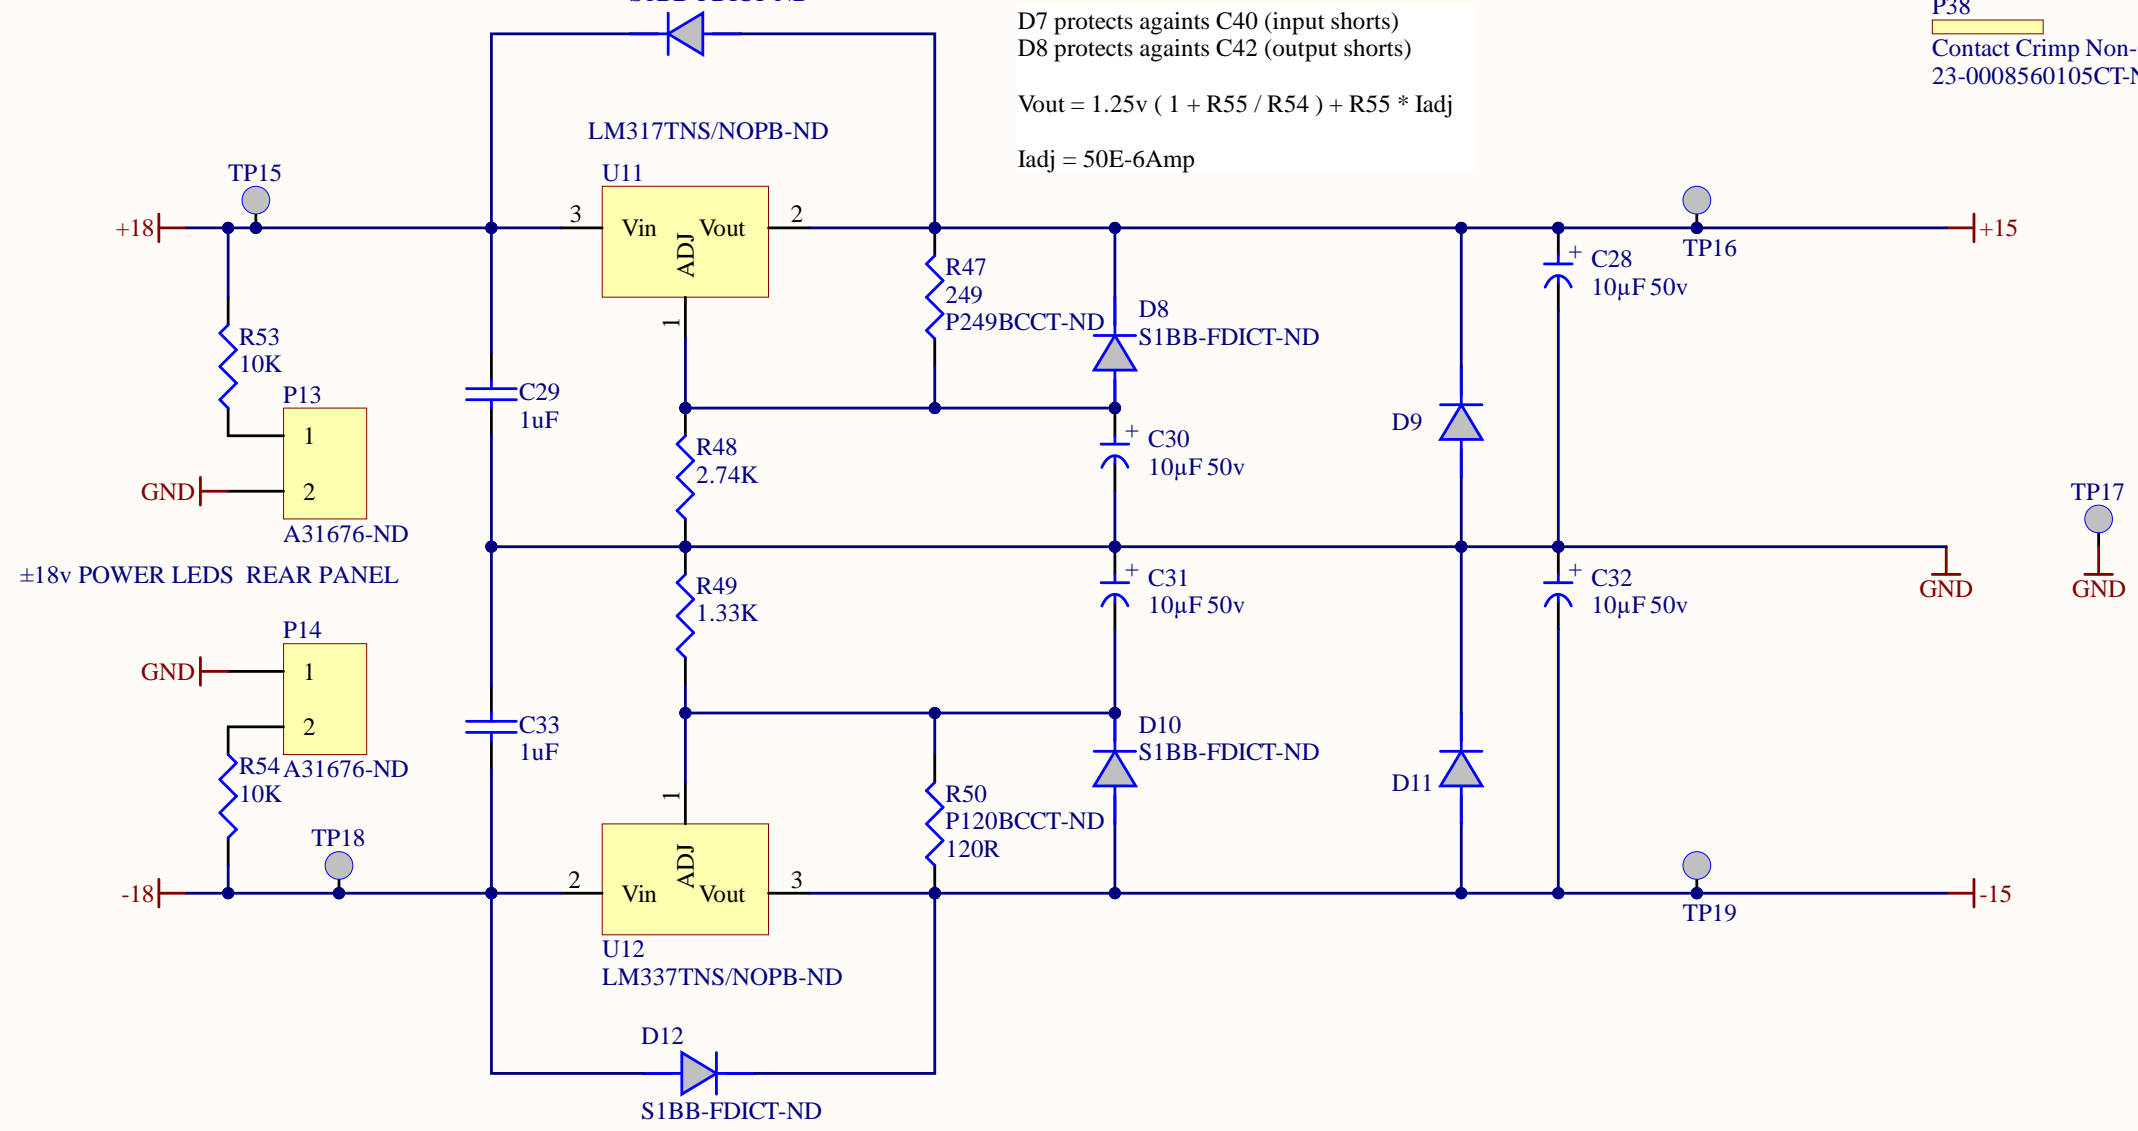 D7 protects againts C40 (input shorts)
D8 protects againts C42 (output shorts)
Vout = 1.25v ( 1 + R55 / R54 ) + R55 * Iadj
Iadj = 50E-6Amp
P38
Contact Crimp Non-
LM317TNS/NOPB-ND
U11
TP15
+18
3
Vin
Vout
ADJ
2
1
TP16
+15
R47
249
P249BCCT-ND
D8
S1BB-FDICT-ND
C28
10µF 50v
R53
10K
P13
1
2
GND
A31676-ND
C29
1uF
R48
2.74K
C30
10µF 50v
D9
TP17
GND
GND
±18v POWER LEDS REAR PANEL
R49
1.33K
C31
10µF 50v
C32
10µF 50v
P14
GND
1
2
A31676-ND
R54
10K
C33
1uF
D10
S1BB-FDICT-ND
D11
R50
P120BCCT-ND
120R
TP18
-18
2
1
ADJ
Vin
Vout
3
U12
LM337TNS/NOPB-ND
TP19
-15
D12
S1BB-FDICT-ND